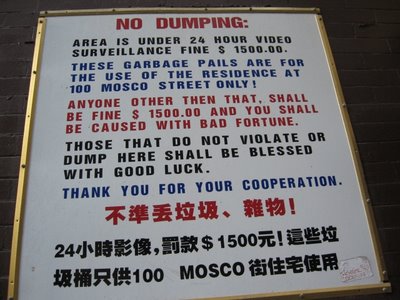 NO DUMPING:
AREA IS UNDER 24 HOUR VIDEO
SURVEILLANCE FINE $ 1500.00.
THESE GARBAGE PAILS ARE FOR
THE USE OF THE RESIDENCE AT
100 MOSCO STREET ONLY!
ANYONE OTHER THEN THAT, SHALL
BE FINE $ 1500.00 AND YOU SHALL
BE CAUSED WITH BAD FORTUNE.
THOSE THAT DO NOT VIOLATE OR
DUMP HERE SHALL BE BLESSED
WITH GOOD LUCK.
THANK YOU FOR YOUR COOPERATION.
不準丟垃圾、雜物!
24小時影像,罰款$1500元!這些垃
圾桶只供100 MOSCO 街住宅使用